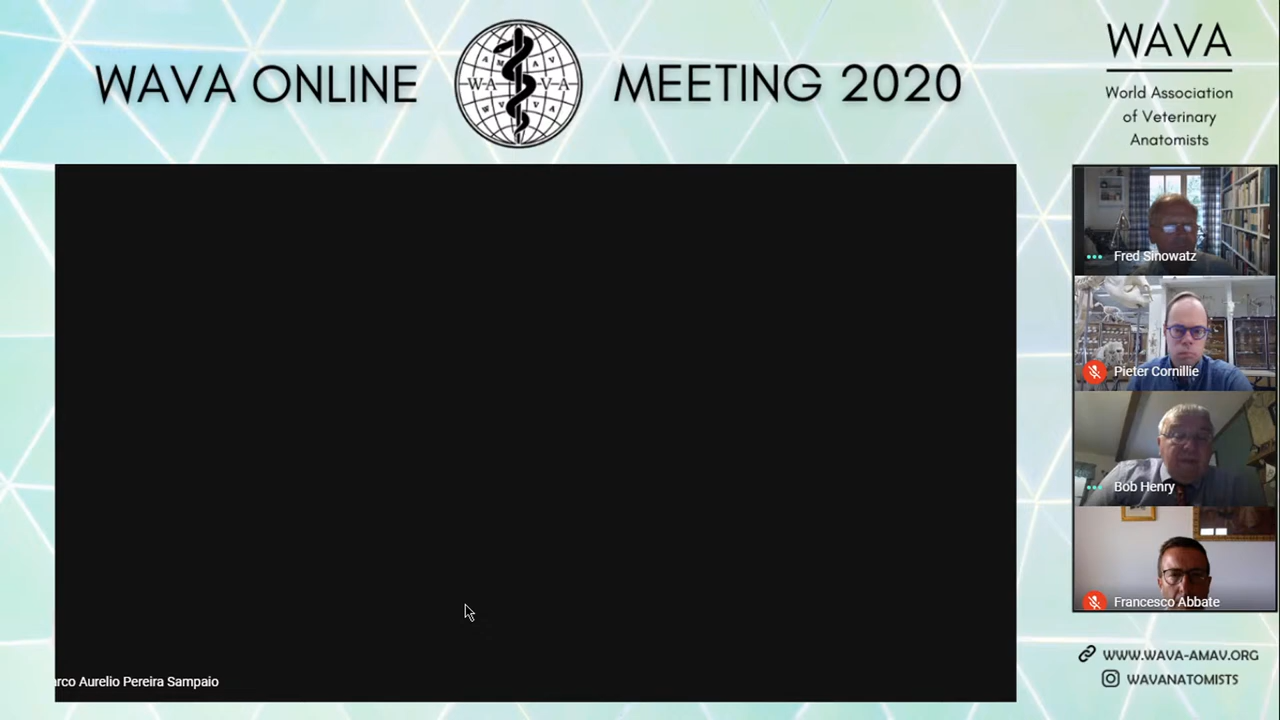 WAVA ONLINE
MEETING 2020
WAVA
World Association
of Veterinary
Anatomists
Fred Sinowatz
Pieter Cornillie
Bob Henry
Francesco Abbate
rco Aurelio Pereira Sampaio
WWW.WAVA-AMAV.ORG
WAVANATOMISTS